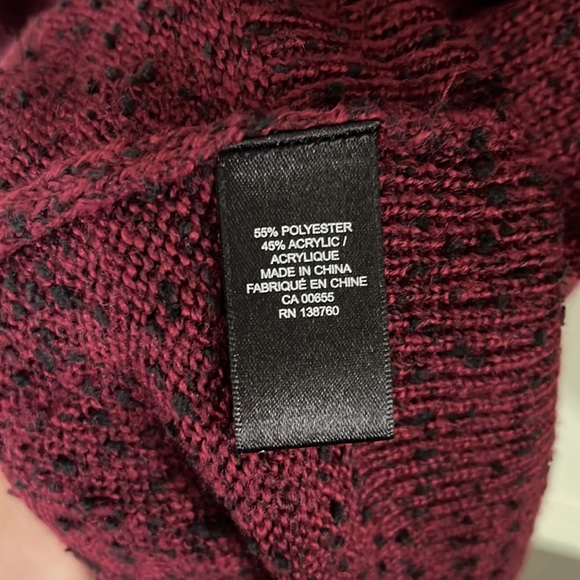 55% POLYESTER
45% ACRYLIC /
ACRYLIQUE
MADE IN CHINA
FABRIQUÉ EN CHINE
CA 00655
RN 138760